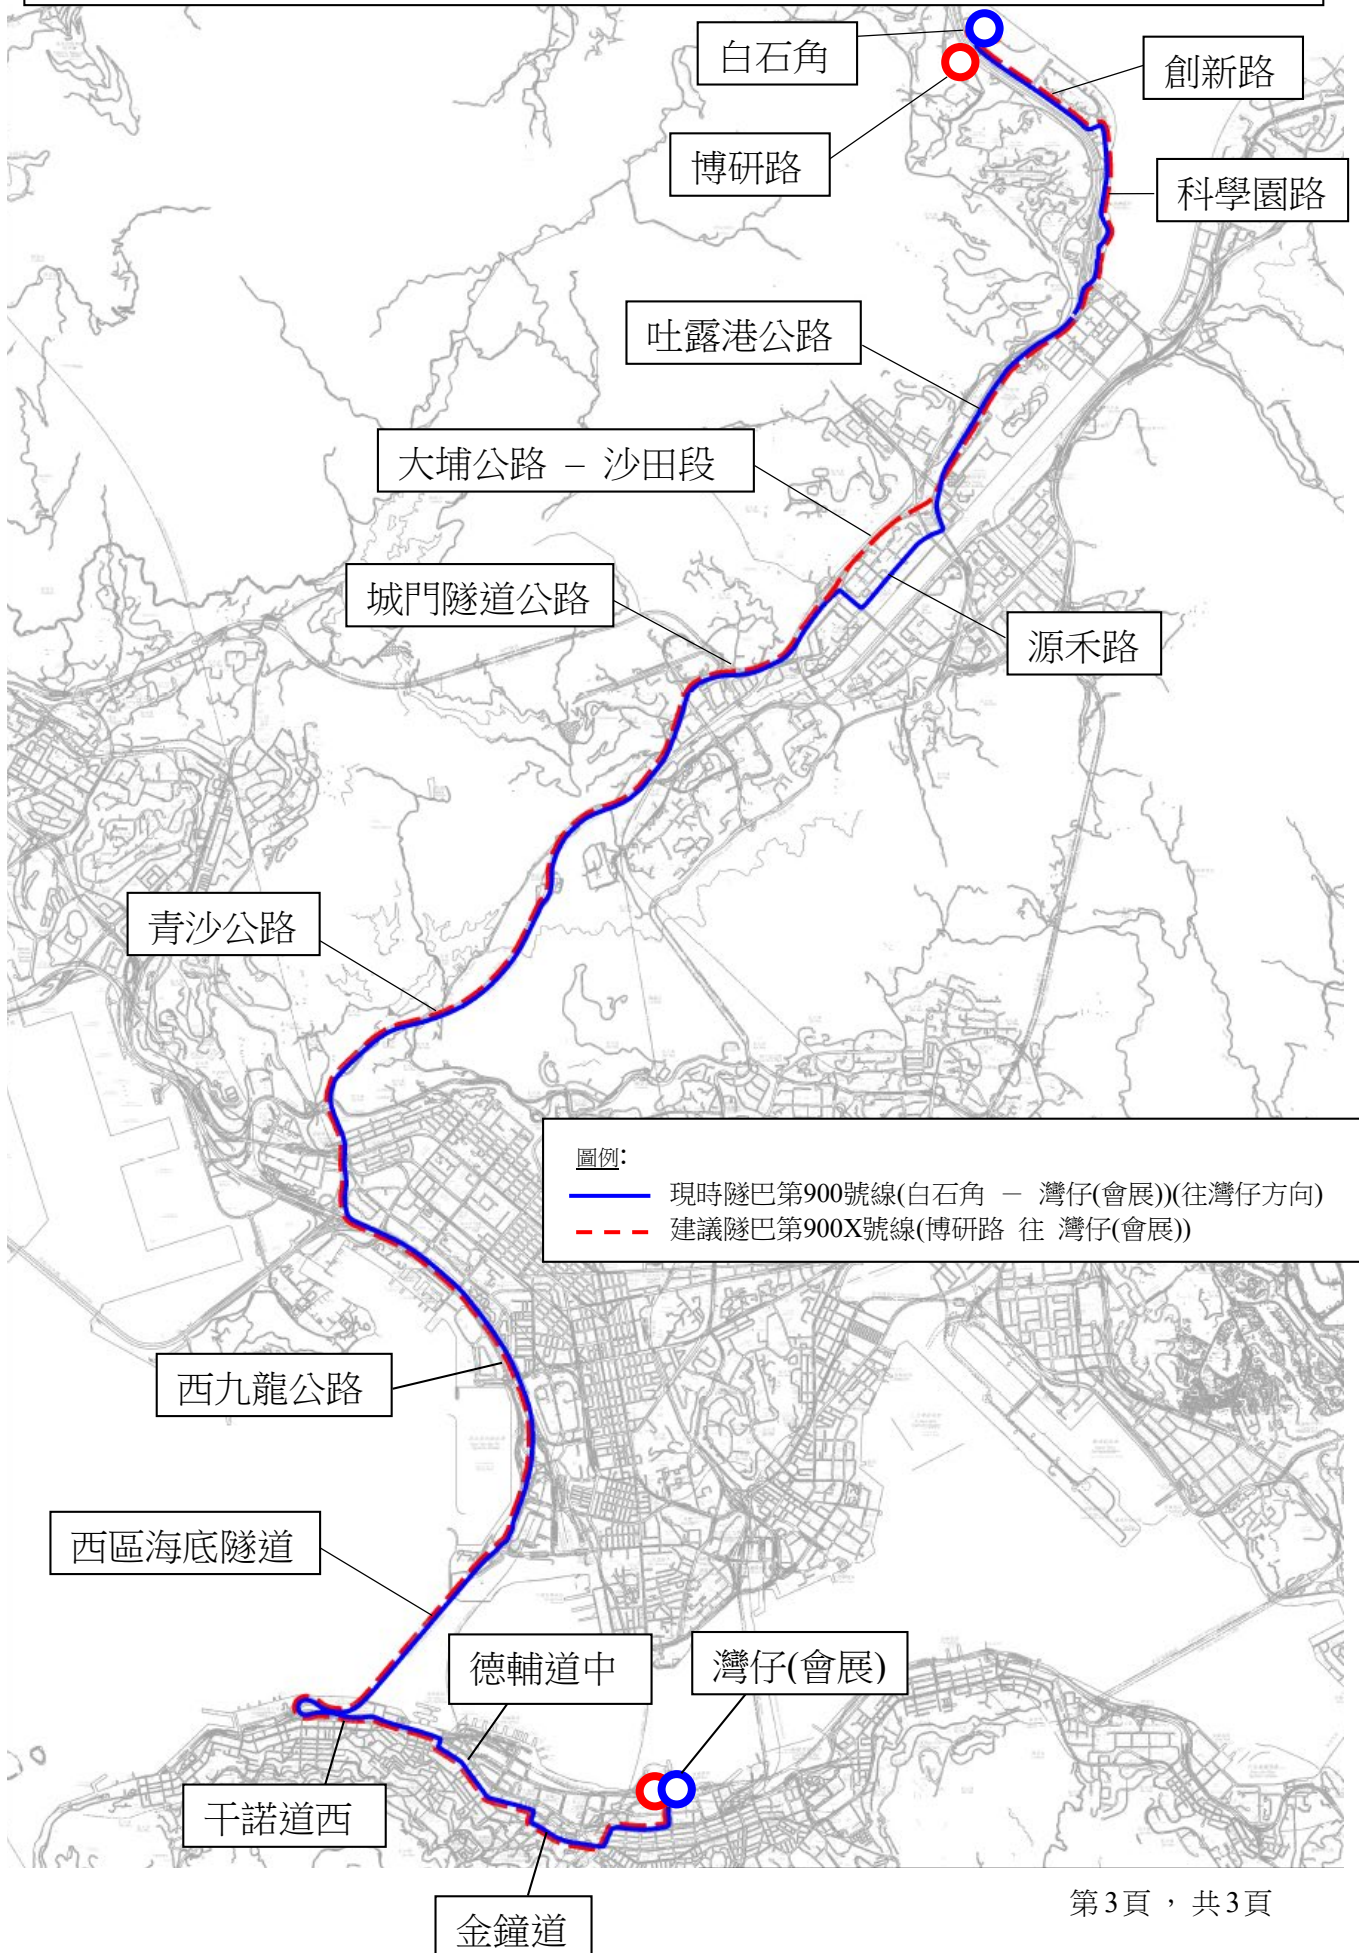 白石角
創新路
博研路
科學園路
吐露港公路
大埔公路 – 沙田段
城門隧道公路
源禾路
青沙公路
圖例:
現時隧巴第900號線(白石角 － 灣仔(會展))(往灣仔方向)
建議隧巴第900X號線(博研路 往 灣仔(會展))
西九龍公路
西區海底隧道
德輔道中
灣仔(會展)
干諾道西
金鐘道
第3頁，共3頁